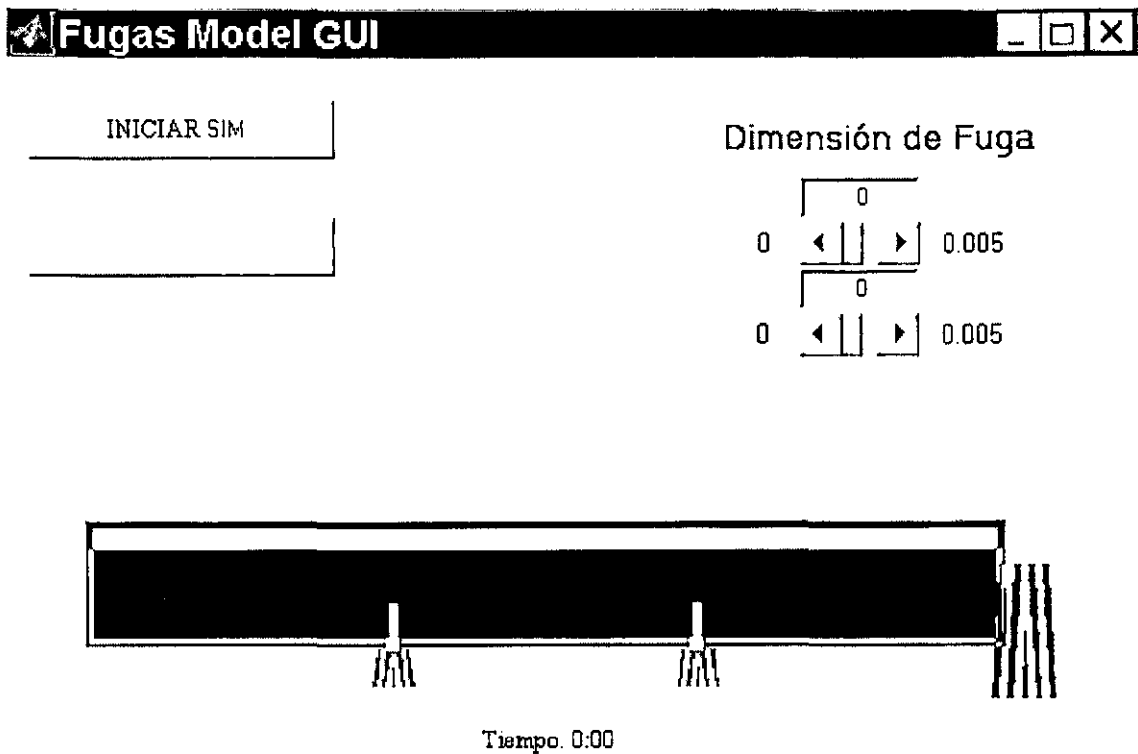 Fugas Model GUI
INICIAR SIM
Dimensión de Fuga
0
0 0.005
0
0 0.005
Tiempo. 0:00